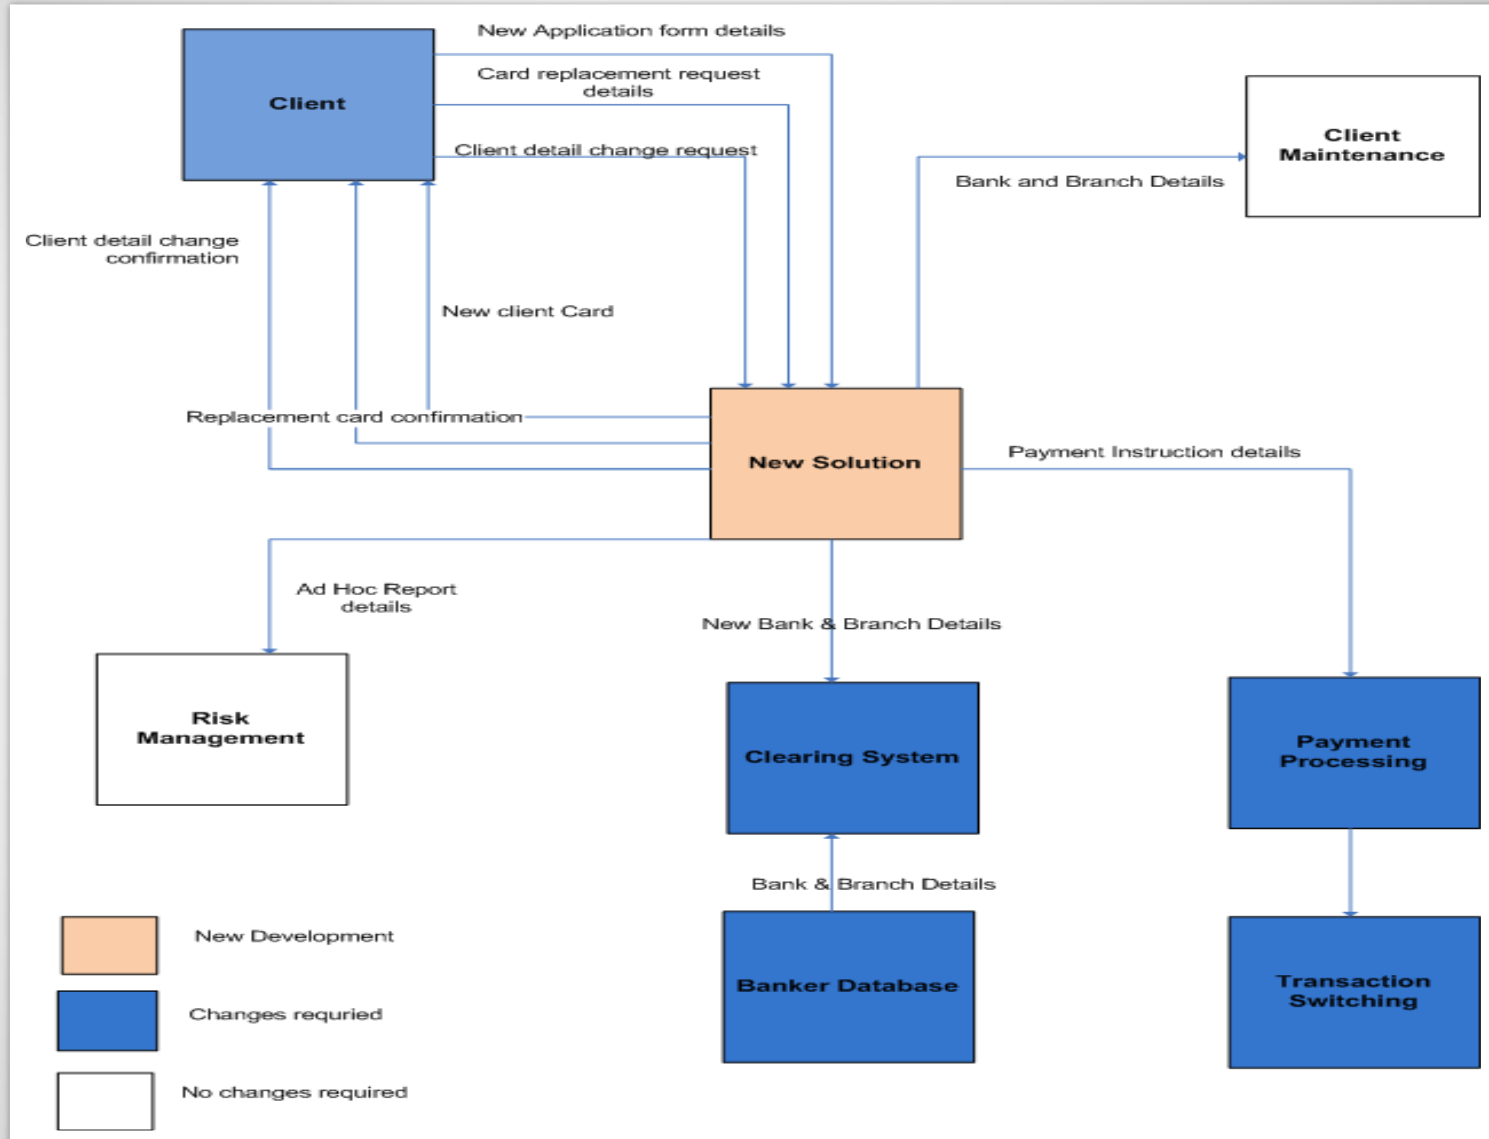 New Application form details
Client
Card replacement request
details
Client detail change request
Client
Maintenance
Bank and Branch Details
Client detail change
confirmation
New client Card
Replacement card confirmation
New Solution
Payment Instruction details
Ad Hoc Report
details
New Bank & Branch Details
Risk
Management
Clearing System
Payment
Processing
Bank & Branch Details
New Development
Banker Database
Transaction
Switching
Changes requried
No changes required